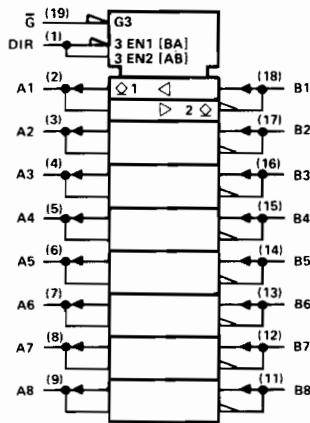 G̅ (19) G3
DIR (1) 3 EN1 [BA]
3 EN2 [AB]
A1 (2) ◇ 1 ◁ (18) B1
▷ 2 ◇
A2 (3) (17) B2
A3 (4) (16) B3
A4 (5) (15) B4
A5 (6) (14) B5
A6 (7) (13) B6
A7 (8) (12) B7
A8 (9) (11) B8